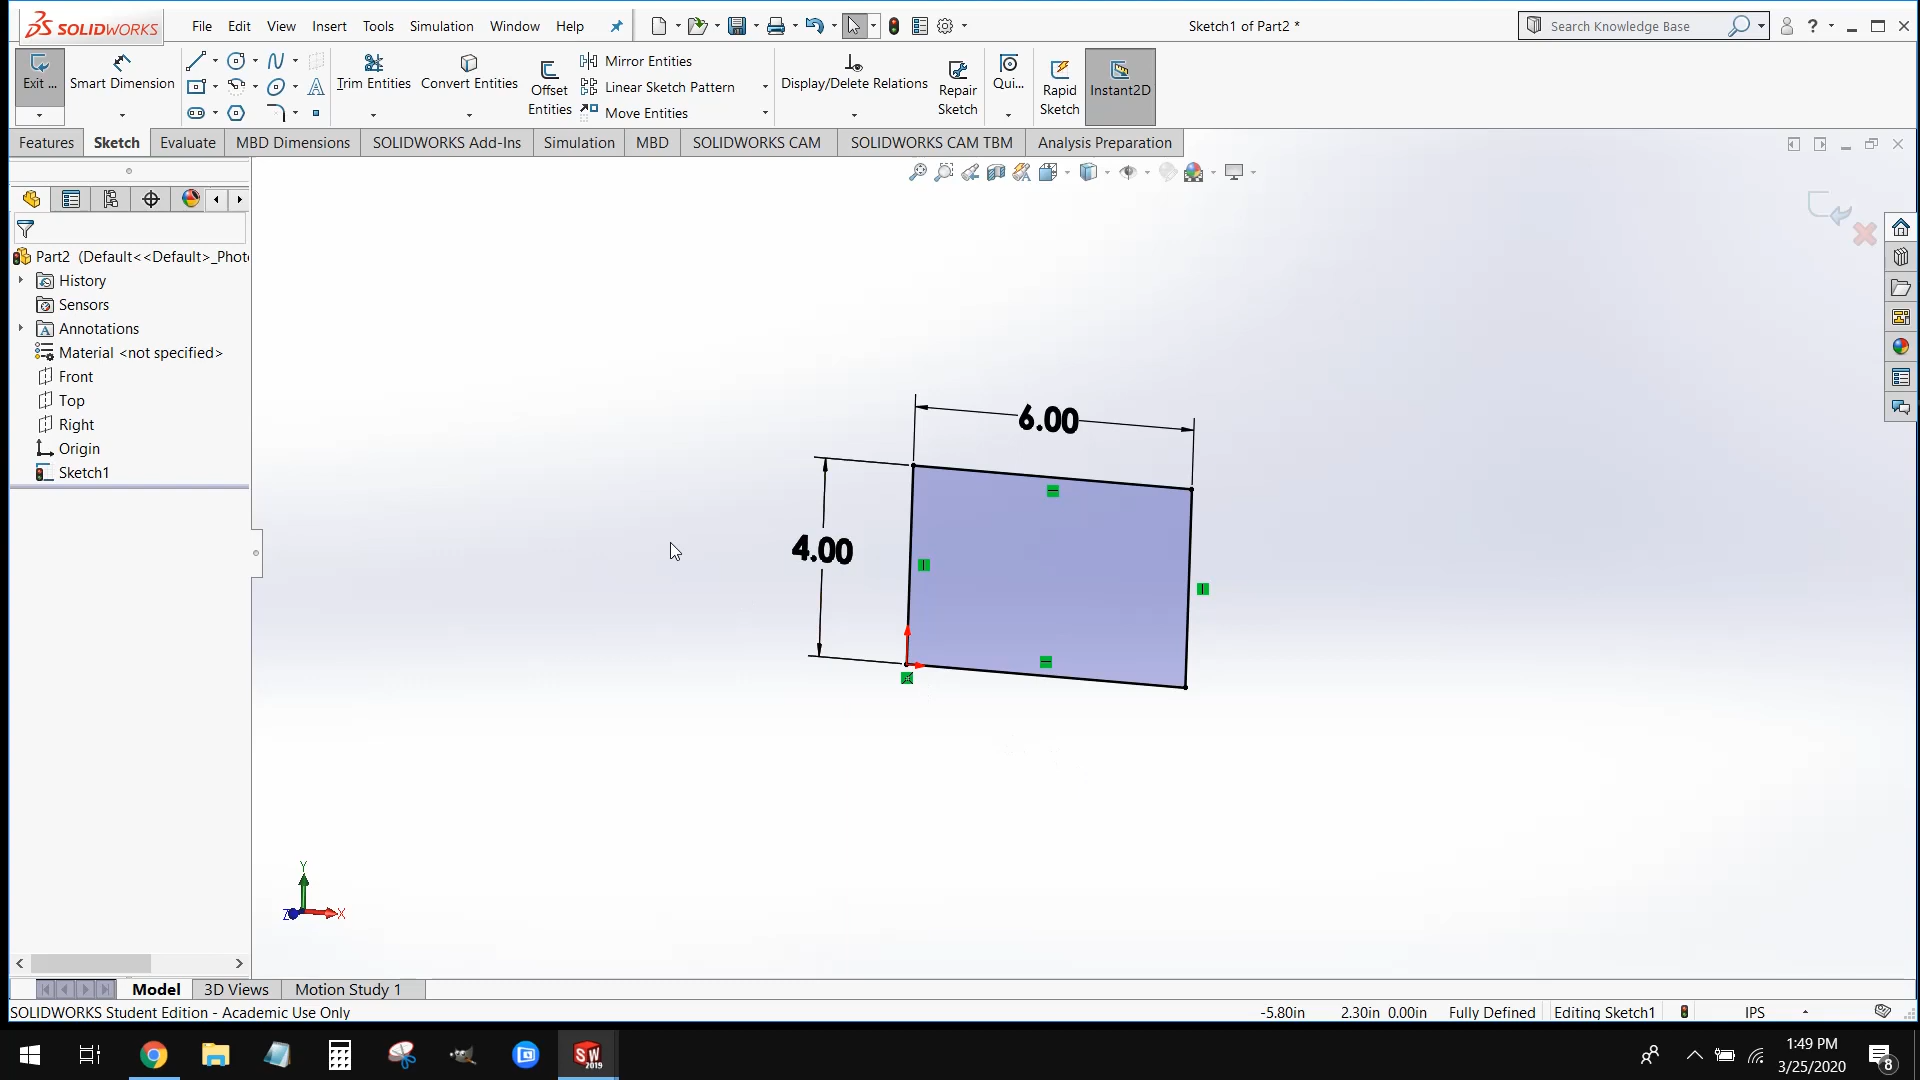 SOLIDWORKS File Edit View Insert Tools Simulation Window Help Sketch1 of Part2 * Search Knowledge Base ?
Exit ... Smart Dimension Trim Entities Convert Entities Offset Entities Mirror Entities Linear Sketch Pattern Move Entities Display/Delete Relations Repair Sketch Qui... Rapid Sketch Instant2D
Features Sketch Evaluate MBD Dimensions SOLIDWORKS Add-Ins Simulation MBD SOLIDWORKS CAM SOLIDWORKS CAM TBM Analysis Preparation
Part2 (Default<<Default>_Phot
History
Sensors
A Annotations
Material <not specified>
Front
Top
Right
Origin
Sketch1
6.00
4.00
Y
Z X
Model 3D Views Motion Study 1
SOLIDWORKS Student Edition - Academic Use Only -5.80in 2.30in 0.00in Fully Defined Editing Sketch1 IPS
SW 2019 1:49 PM
3/25/2020 8